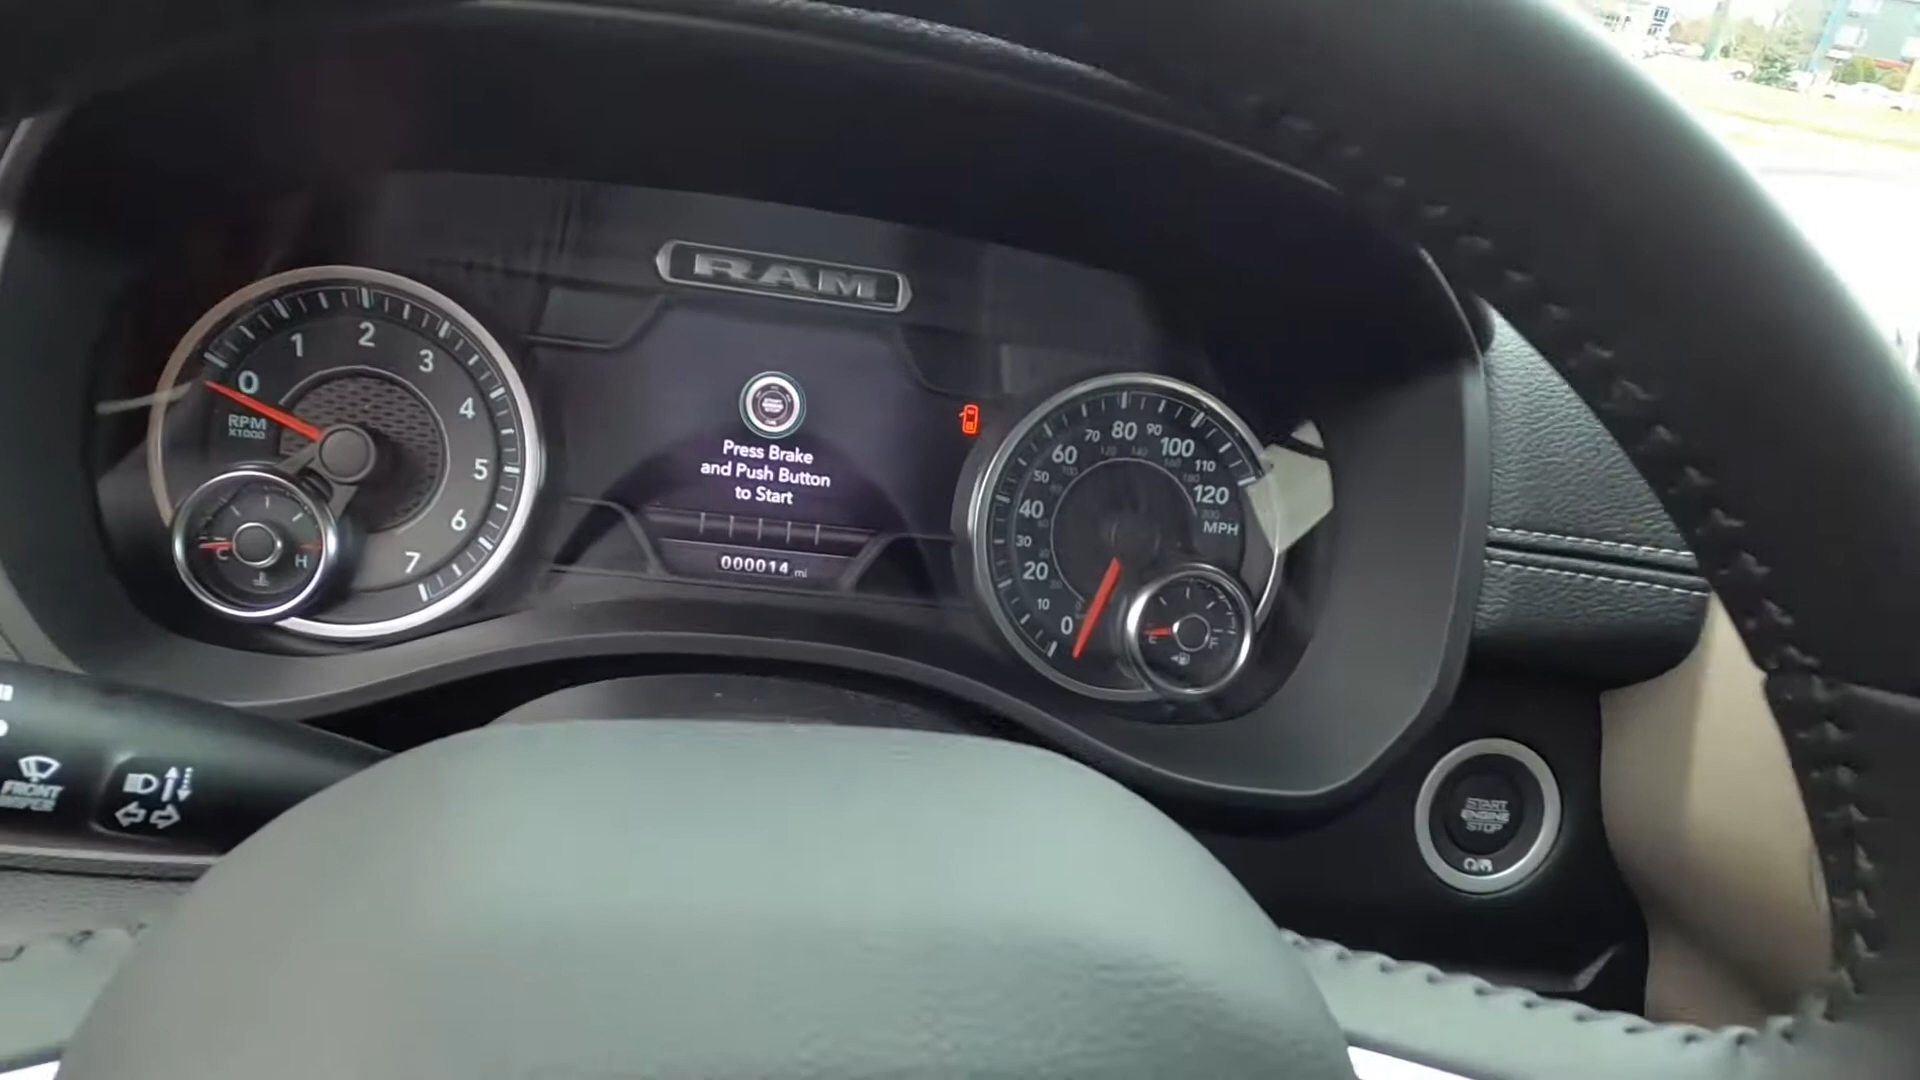 RAM
0
1
2
3
4
5
6
7
RPM
X1000
C
H
Press Brake
and Push Button
to Start
000014 mi
0
10
20
30
40
50
60
70
80
90
100
110
120
MPH
E
F
FRONT
WIPER
START
ENGINE
STOP